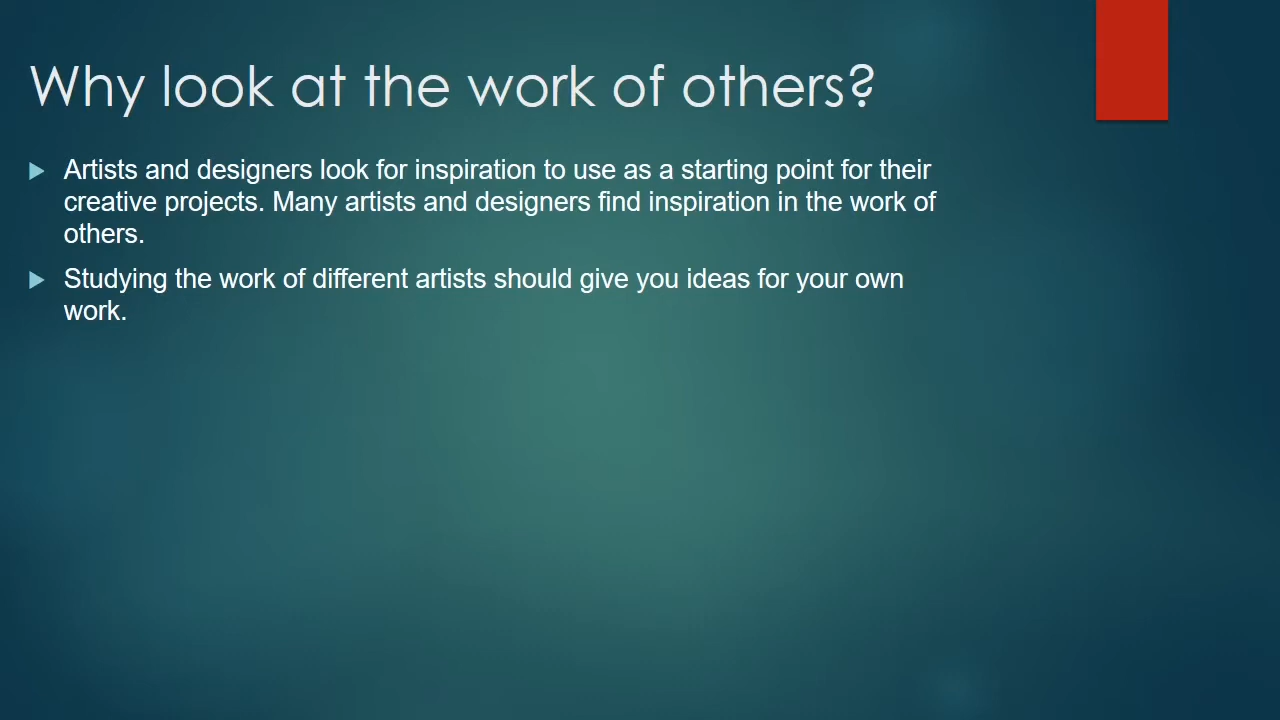 Why look at the work of others?
Artists and designers look for inspiration to use as a starting point for their
creative projects. Many artists and designers find inspiration in the work of
others.
Studying the work of different artists should give you ideas for your own
work.